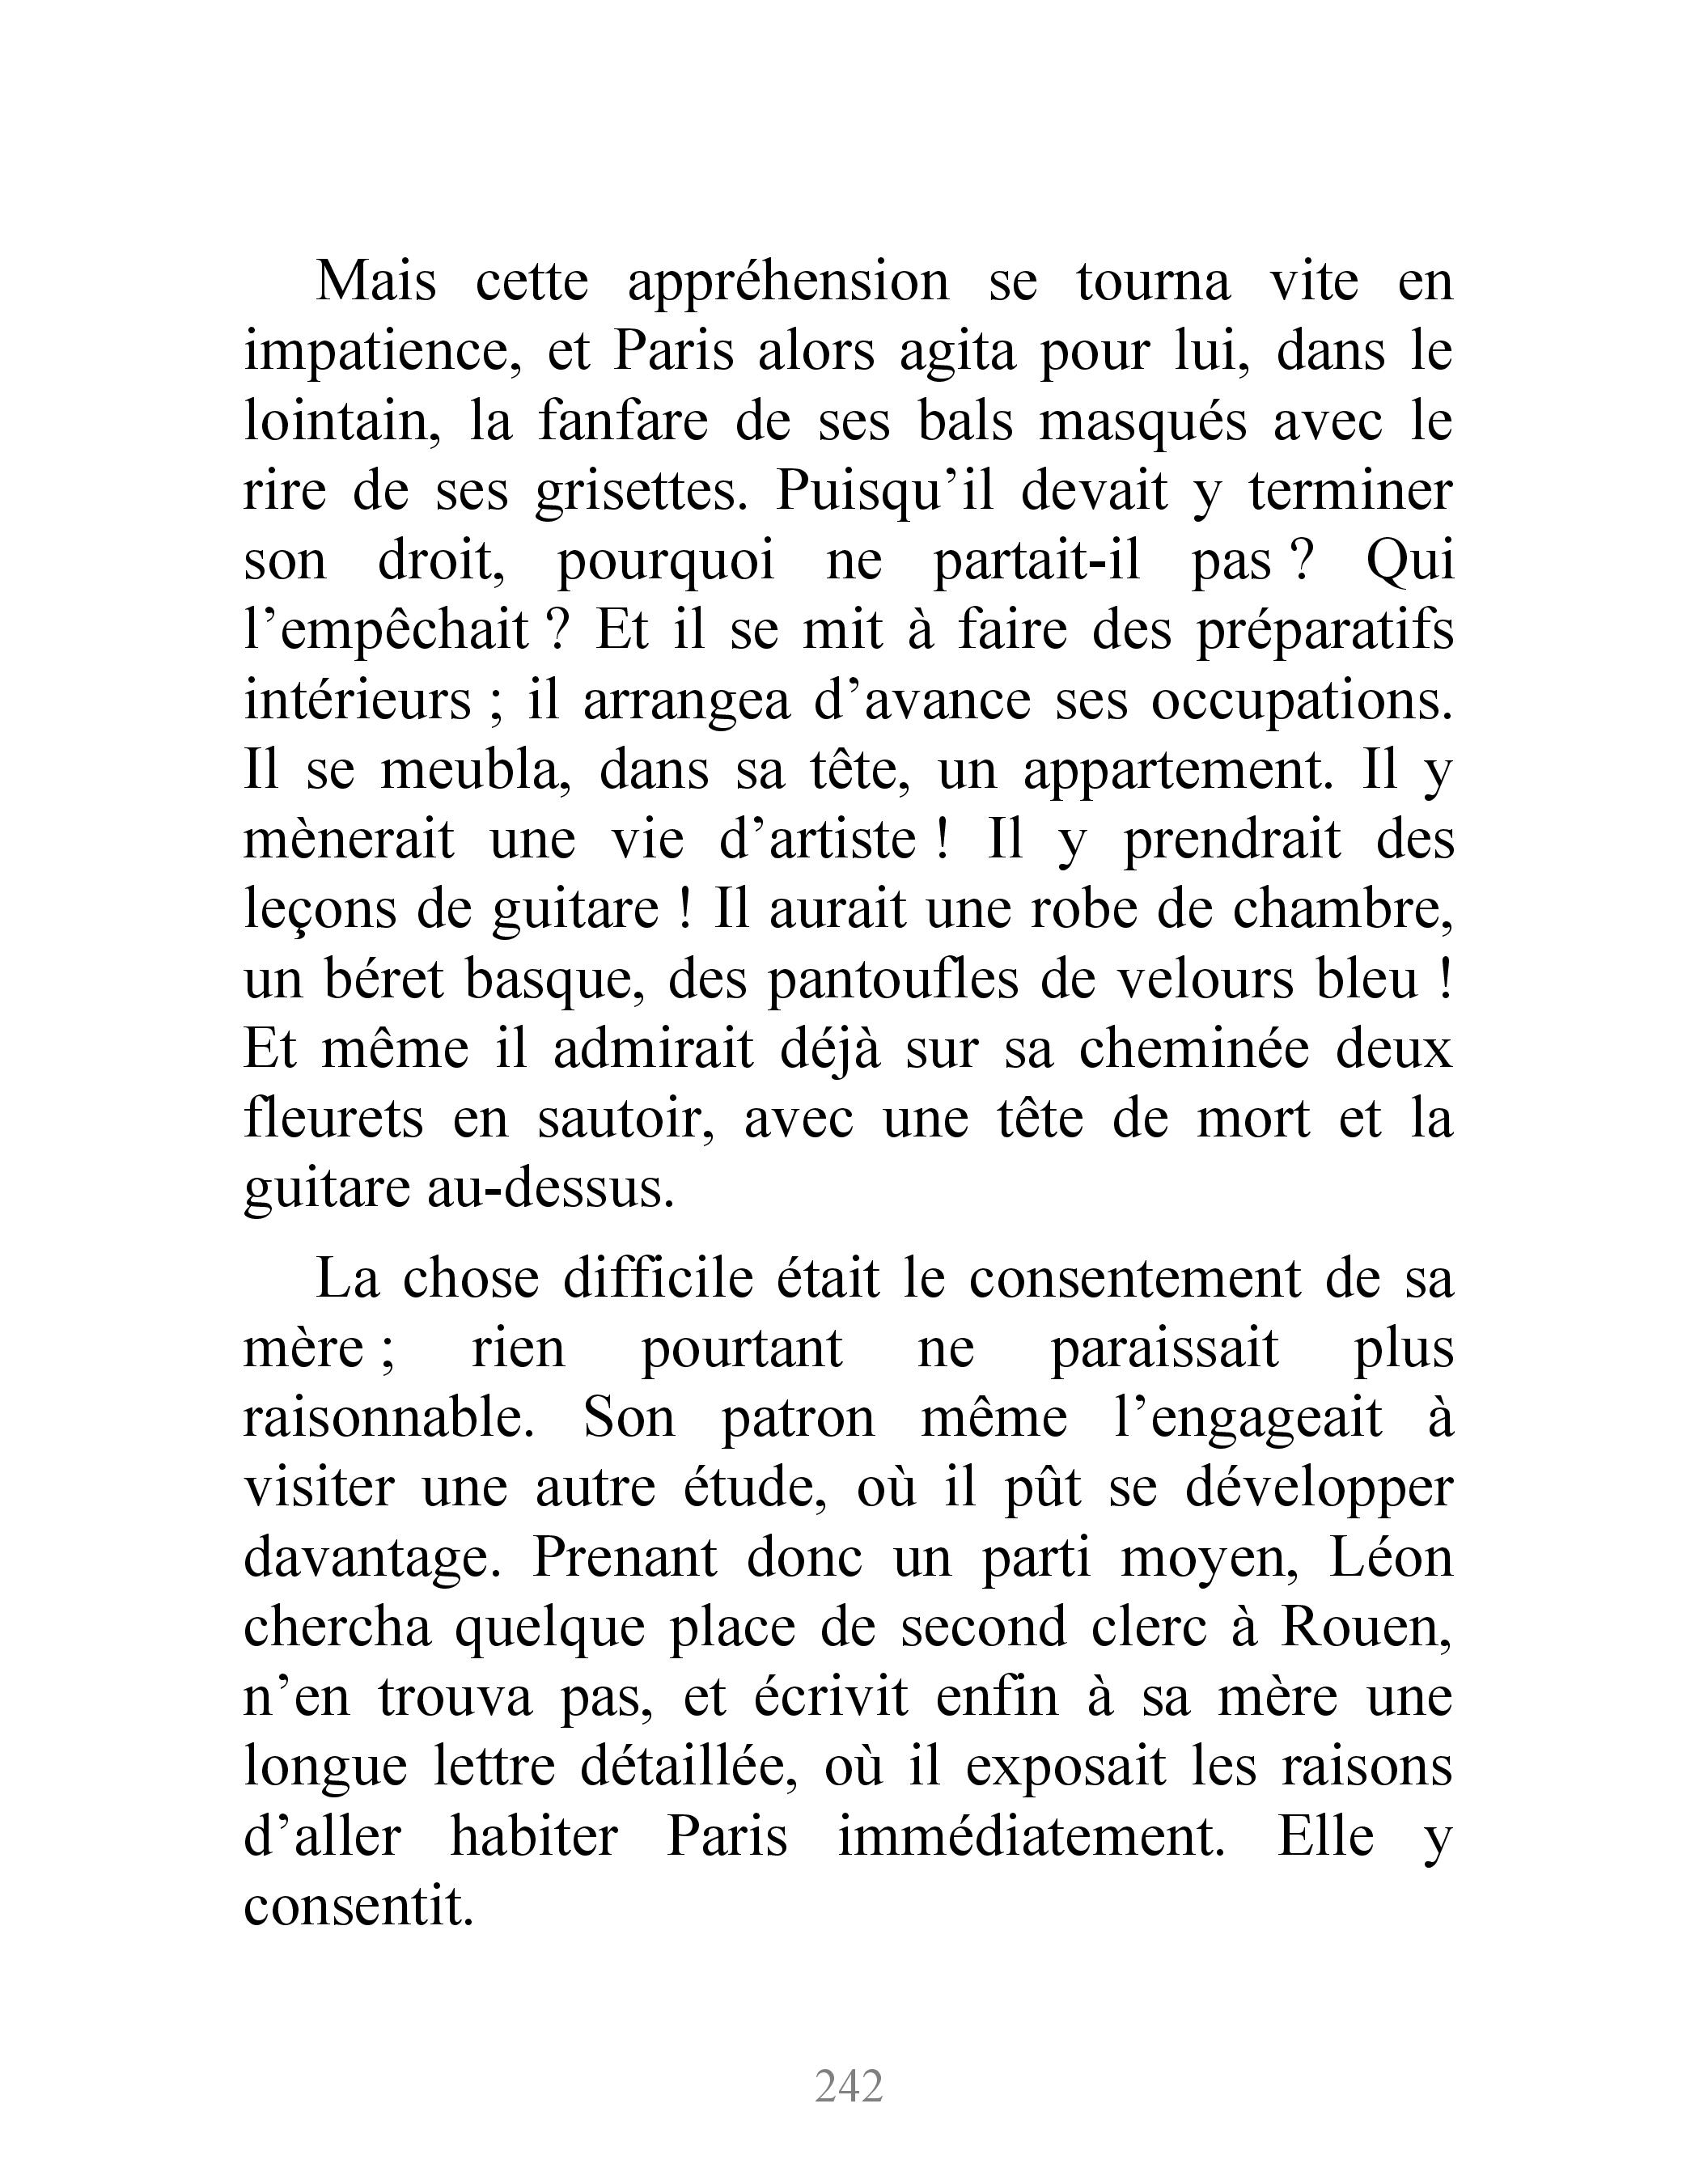 Mais cette appréhension se tourna vite en
impatience, et Paris alors agita pour lui, dans le
lointain, la fanfare de ses bals masqués avec le
rire de ses grisettes. Puisqu’il devait y terminer
son droit, pourquoi ne partait-il pas ? Qui
l’empêchait ? Et il se mit à faire des préparatifs
intérieurs ; il arrangea d’avance ses occupations.
Il se meubla, dans sa tête, un appartement. Il y
mènerait une vie d’artiste ! Il y prendrait des
leçons de guitare ! Il aurait une robe de chambre,
un béret basque, des pantoufles de velours bleu !
Et même il admirait déjà sur sa cheminée deux
fleurets en sautoir, avec une tête de mort et la
guitare au-dessus.
La chose difficile était le consentement de sa
mère ; rien pourtant ne paraissait plus
raisonnable. Son patron même l’engageait à
visiter une autre étude, où il pût se développer
davantage. Prenant donc un parti moyen, Léon
chercha quelque place de second clerc à Rouen,
n’en trouva pas, et écrivit enfin à sa mère une
longue lettre détaillée, où il exposait les raisons
d’aller habiter Paris immédiatement. Elle y
consentit.
242